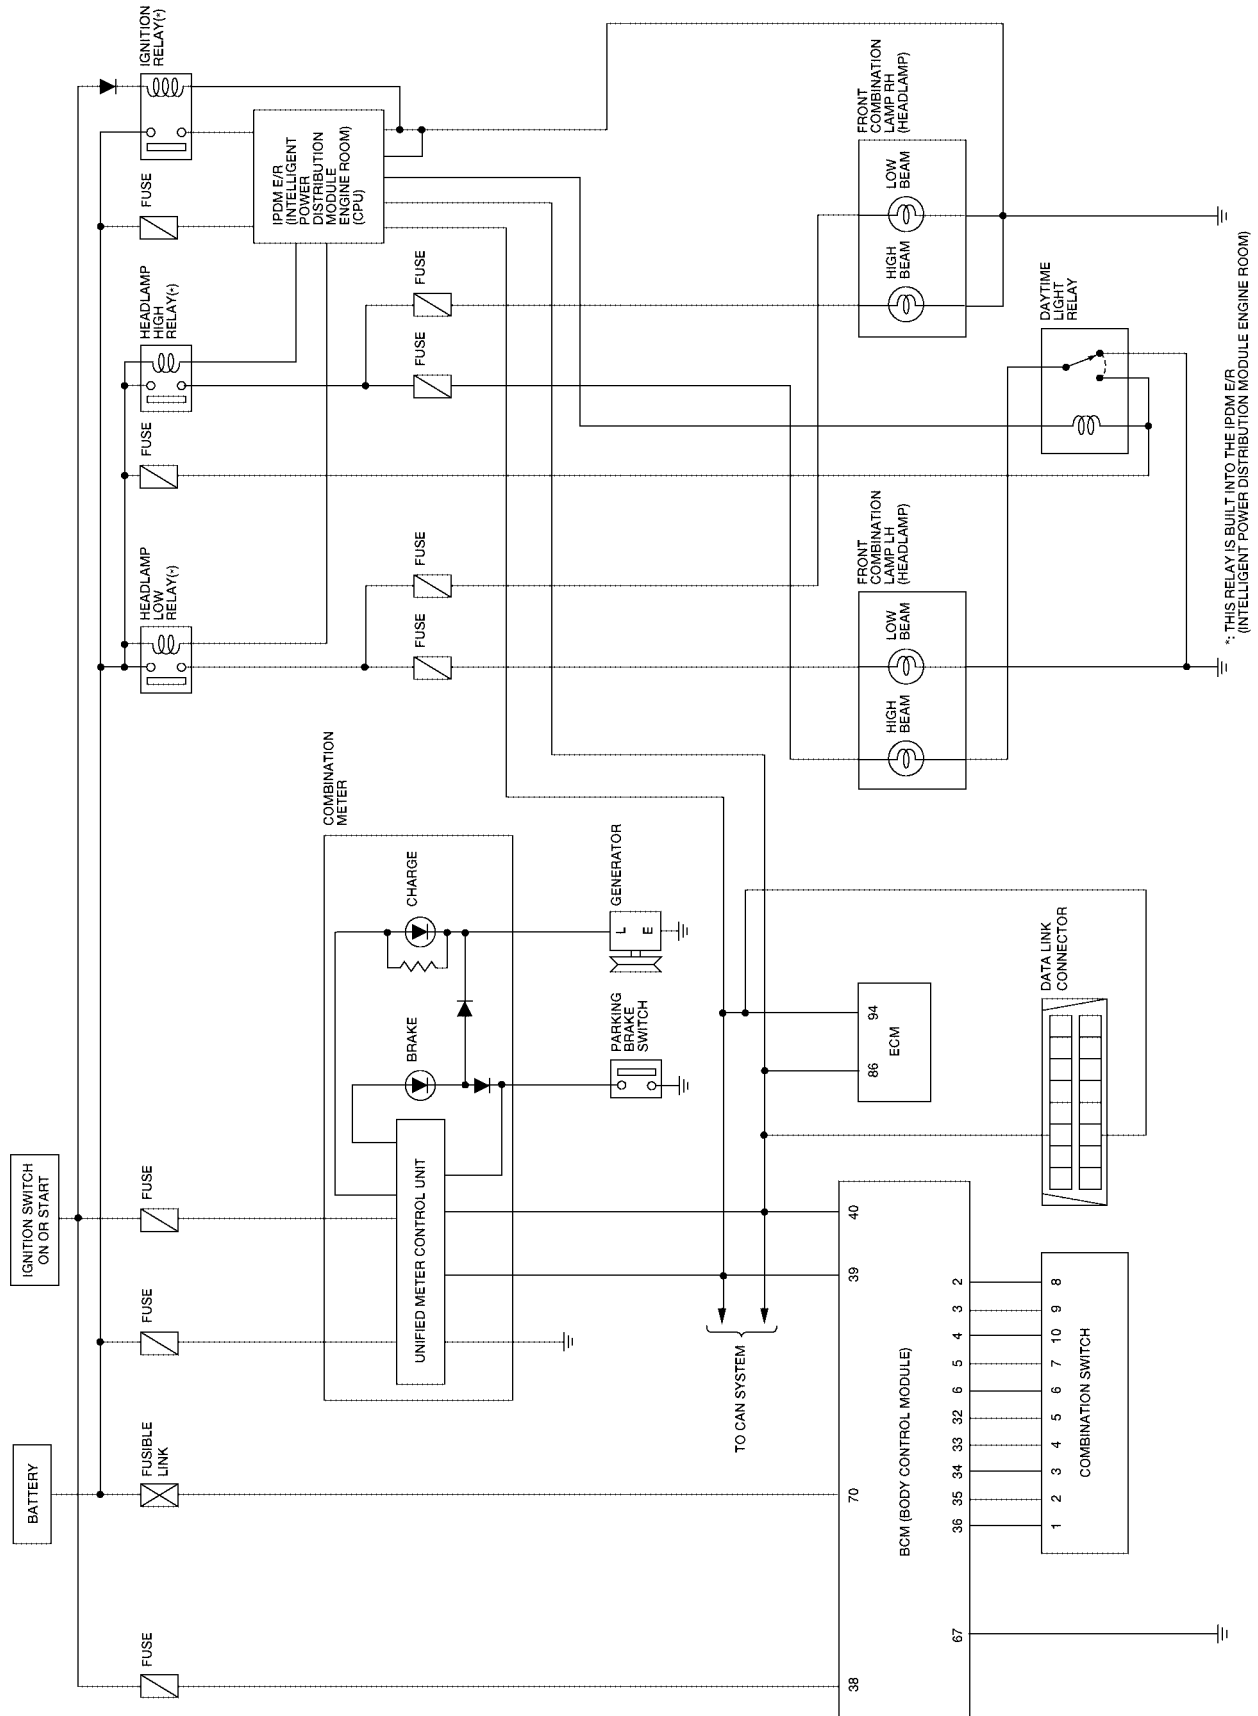 BATTERY
IGNITION SWITCH
ON OR START
FUSE
FUSIBLE
LINK
FUSE
FUSE
HEADLAMP
LOW
RELAY(*)
FUSE
HEADLAMP
HIGH
RELAY(*)
FUSE
IGNITION
RELAY(*)
COMBINATION
METER
UNIFIED METER CONTROL UNIT
BRAKE
CHARGE
PARKING
BRAKE
SWITCH
GENERATOR
L
E
FUSE
FUSE
FUSE
FUSE
IPDM E/R
(INTELLIGENT
POWER
DISTRIBUTION
MODULE
ENGINE ROOM)
(CPU)
TO CAN SYSTEM
38
70
39
40
BCM (BODY CONTROL MODULE)
67
36
35
34
33
32
6
5
4
3
2
1
2
3
4
5
6
7
10
9
8
COMBINATION SWITCH
86
94
ECM
DATA LINK
CONNECTOR
FRONT
COMBINATION
LAMP LH
(HEADLAMP)
HIGH
BEAM
LOW
BEAM
FRONT
COMBINATION
LAMP RH
(HEADLAMP)
HIGH
BEAM
LOW
BEAM
DAYTIME
LIGHT
RELAY
*: THIS RELAY IS BUILT INTO THE IPDM E/R
(INTELLIGENT POWER DISTRIBUTION MODULE ENGINE ROOM)